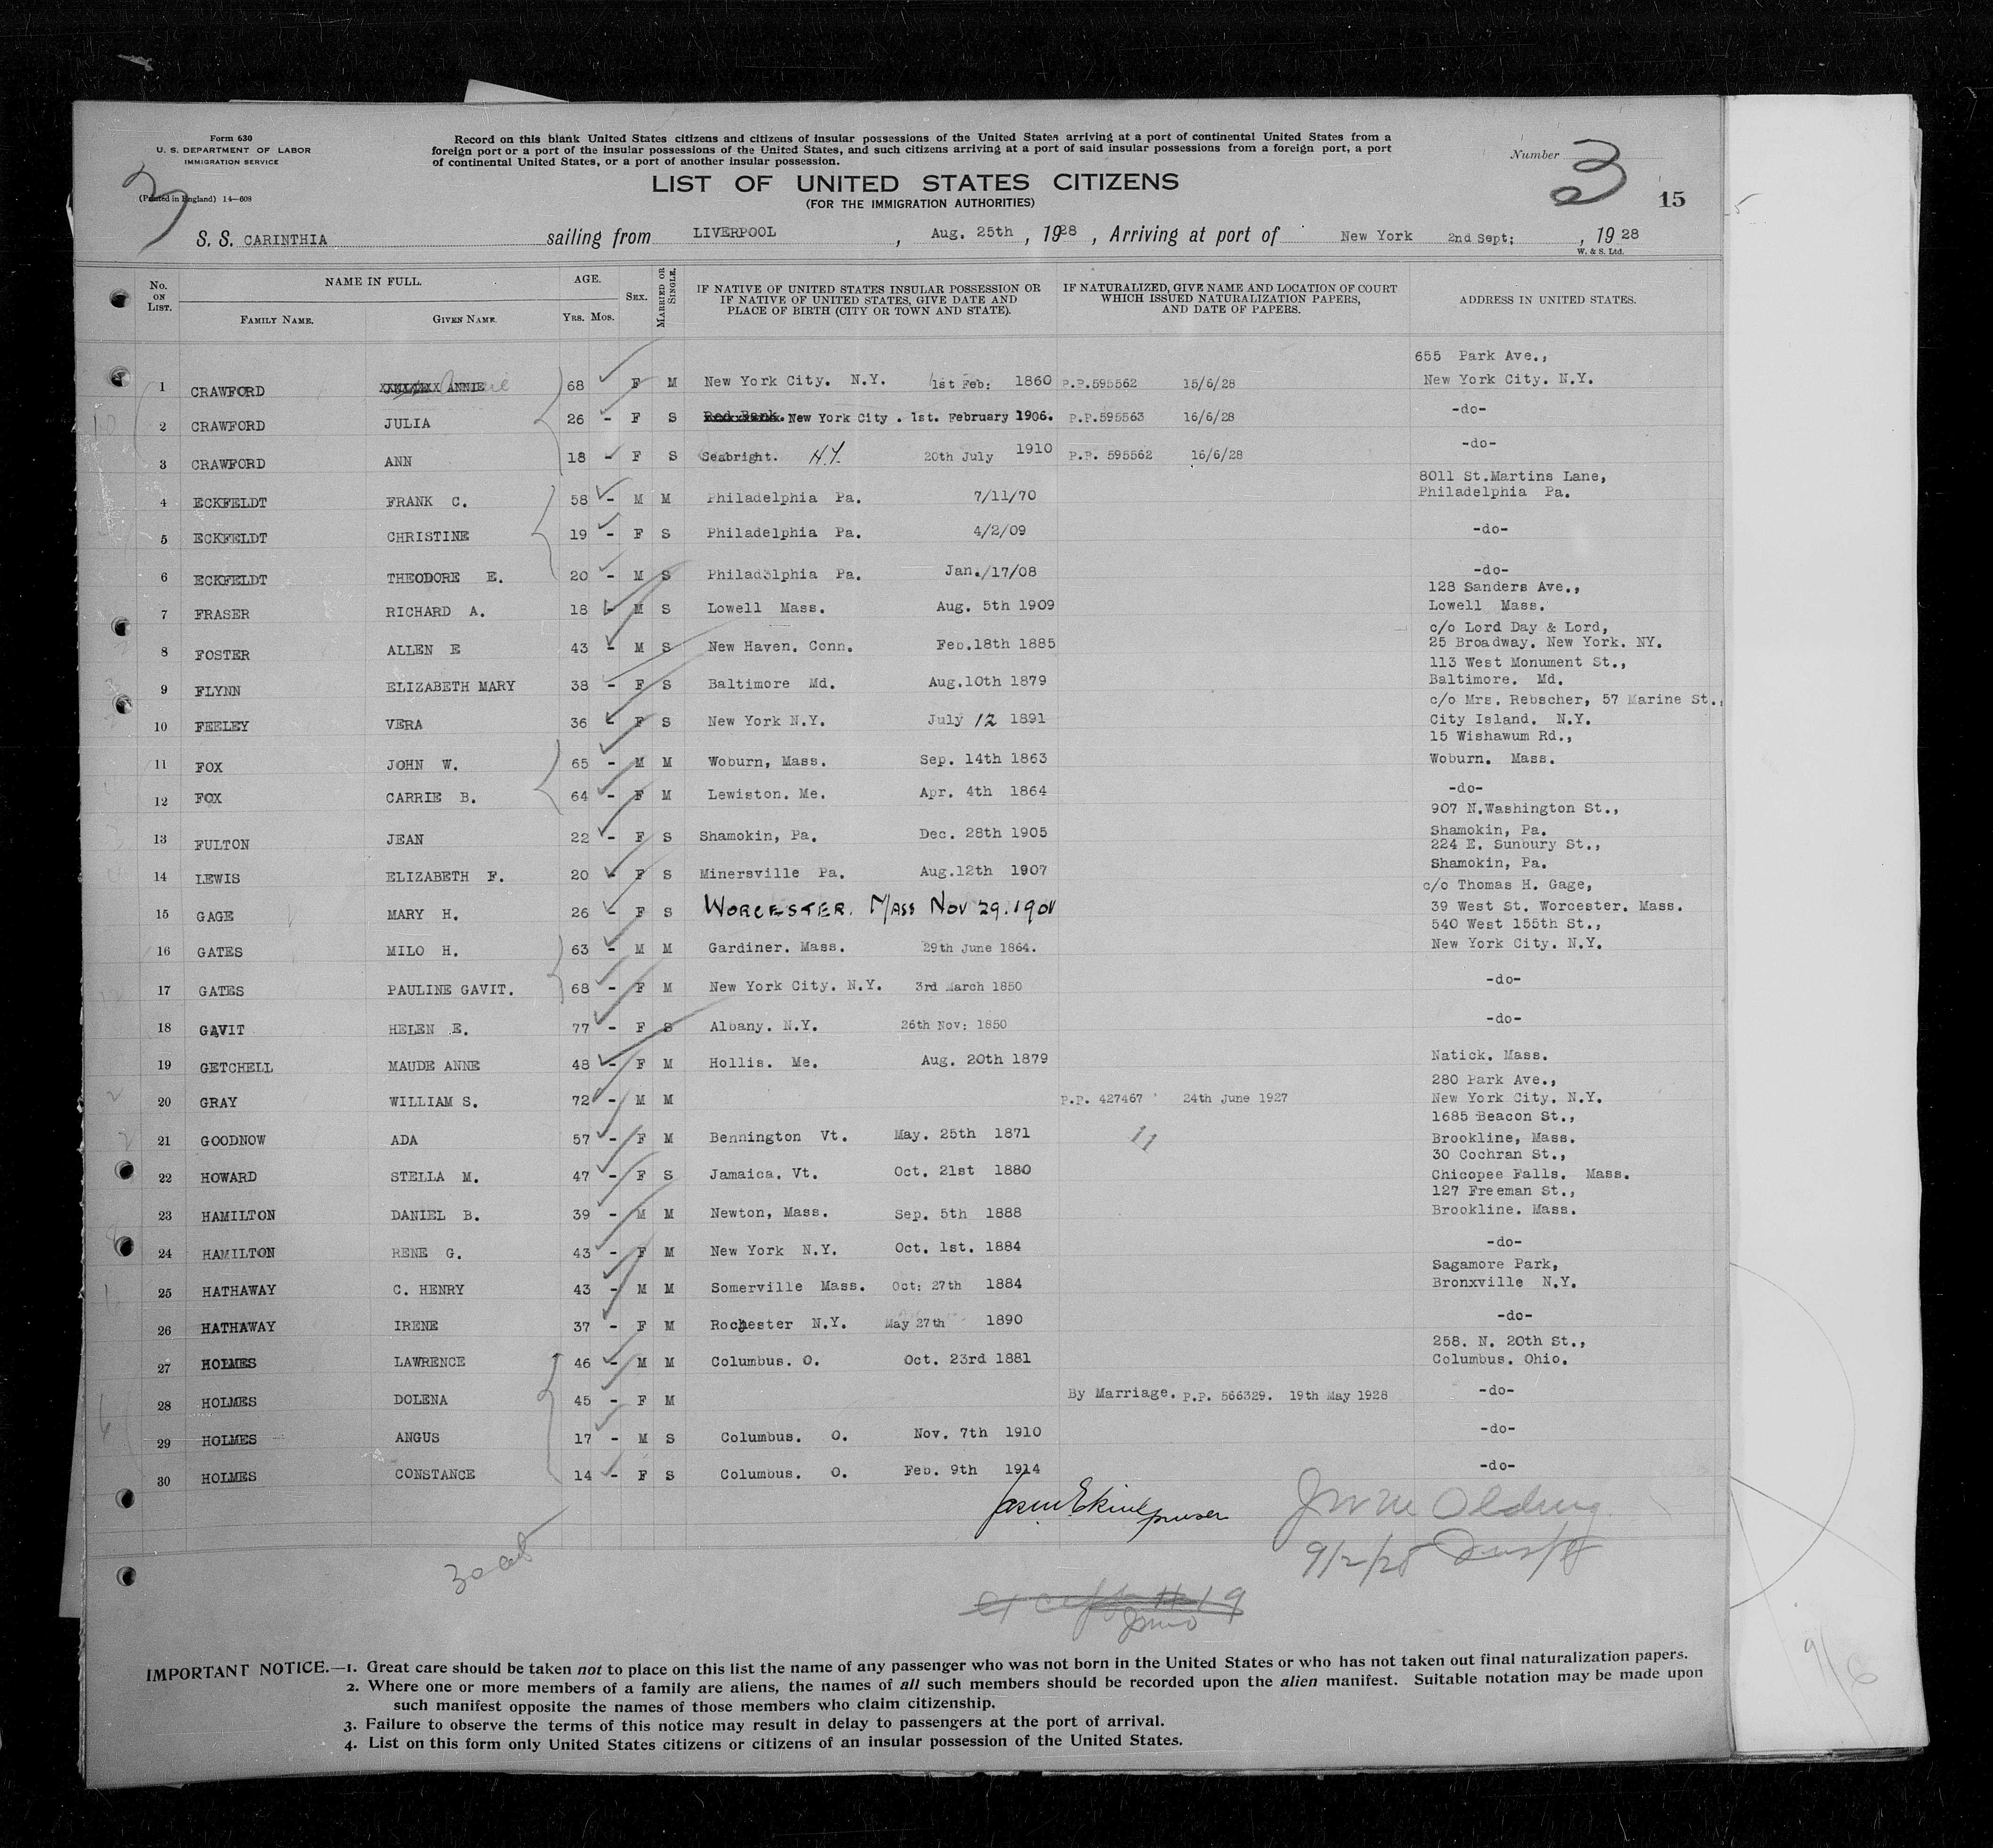 Form 630
U. S. DEPARTMENT OF LABOR
IMMIGRATION SERVICE
(Printed in England) 14—608
Record on this blank United States citizens and citizens of insular possessions of the United States arriving at a port of continental United States from a
foreign port or a port of the insular possessions of the United States, and such citizens arriving at a port of said insular possessions from a foreign port, a port
of continental United States, or a port of another insular possession.
Number 3
15
LIST OF UNITED STATES CITIZENS
(FOR THE IMMIGRATION AUTHORITIES)
S. S. CARINTHIA sailing from LIVERPOOL , Aug. 25th , 1928 , Arriving at port of New York 2nd Sept; , 19 28
W. & S. Ltd.
No. ON LIST. NAME IN FULL. FAMILY NAME. GIVEN NAME. AGE. YRS. MOS. SEX. MARRIED OR SINGLE. IF NATIVE OF UNITED STATES INSULAR POSSESSION OR IF NATIVE OF UNITED STATES, GIVE DATE AND PLACE OF BIRTH (CITY OR TOWN AND STATE). IF NATURALIZED, GIVE NAME AND LOCATION OF COURT WHICH ISSUED NATURALIZATION PAPERS, AND DATE OF PAPERS. ADDRESS IN UNITED STATES.
655 Park Ave.,
1 CRAWFORD ANNIE 68 F M New York City. N.Y. 1st Feb: 1860 P.P.595562 15/6/28 New York City. N.Y.
2 CRAWFORD JULIA 26 - F S Red Bank. New York City . 1st. February 1906. P.P.595563 16/6/28 -do-
3 CRAWFORD ANN 18 - F S Seabright. N.Y. 20th July 1910 P.P. 595562 16/6/28 -do-
8011 St.Martins Lane,
4 ECKFELDT FRANK C. 58 - M M Philadelphia Pa. 7/11/70 Philadelphia Pa.
5 ECKFELDT CHRISTINE 19 - F S Philadelphia Pa. 4/2/09 -do-
6 ECKFELDT THEODORE E. 20 - M S Philadelphia Pa. Jan./17/08 -do-
128 Sanders Ave.,
7 FRASER RICHARD A. 18 - M S Lowell Mass. Aug. 5th 1909 Lowell Mass.
c/o Lord Day & Lord,
8 FOSTER ALLEN E 43 - M S New Haven. Conn. Feb.18th 1885 25 Broadway. New York. NY.
113 West Monument St.,
9 FLYNN ELIZABETH MARY 38 - F S Baltimore Md. Aug.10th 1879 Baltimore. Md.
c/o Mrs. Rebscher, 57 Marine St.,
10 FEELEY VERA 36 - F S New York N.Y. July 12 1891 City Island. N.Y.
15 Wishawum Rd.,
11 FOX JOHN W. 65 - M M Woburn, Mass. Sep. 14th 1863 Woburn. Mass.
12 FOX CARRIE B. 64 - F M Lewiston. Me. Apr. 4th 1864 -do-
907 N.Washington St.,
13 FULTON JEAN 22 - F S Shamokin, Pa. Dec. 28th 1905 Shamokin, Pa.
224 E. Sunbury St.,
14 LEWIS ELIZABETH F. 20 - F S Minersville Pa. Aug.12th 1907 Shamokin, Pa.
c/o Thomas H. Gage,
15 GAGE MARY H. 26 - F S WORCESTER. MASS NOV 29.1901 39 West St. Worcester. Mass.
540 West 155th St.,
16 GATES MILO H. 63 - M M Gardiner. Mass. 29th June 1864. New York City. N.Y.
17 GATES PAULINE GAVIT. 68 - F M New York City. N.Y. 3rd March 1850 -do-
18 GAVIT HELEN E. 77 - F S Albany. N.Y. 26th Nov: 1850 -do-
19 GETCHELL MAUDE ANNE 48 - F M Hollis. Me. Aug. 20th 1879 Natick. Mass.
280 Park Ave.,
20 GRAY WILLIAM S. 72 - M M P.P. 427467 24th June 1927 New York City. N.Y.
1685 Beacon St.,
21 GOODNOW ADA 57 - F M Bennington Vt. May. 25th 1871 11 Brookline, Mass.
30 Cochran St.,
22 HOWARD STELLA M. 47 - F S Jamaica. Vt. Oct. 21st 1880 Chicopee Falls. Mass.
127 Freeman St.,
23 HAMILTON DANIEL B. 39 - M M Newton, Mass. Sep. 5th 1888 Brookline. Mass.
24 HAMILTON RENE G. 43 - F M New York N.Y. Oct. 1st. 1884 -do-
Sagamore Park,
25 HATHAWAY C. HENRY 43 - M M Somerville Mass. Oct: 27th 1884 Bronxville N.Y.
26 HATHAWAY IRENE 37 - F M Rochester N.Y. May 27th 1890 -do-
258. N. 20th St.,
27 HOLMES LAWRENCE 46 - M M Columbus. O. Oct. 23rd 1881 Columbus. Ohio.
28 HOLMES DOLENA 45 - F M By Marriage. P.P. 566329. 19th May 1928 -do-
29 HOLMES ANGUS 17 - M S Columbus. O. Nov. 7th 1910 -do-
30 HOLMES CONSTANCE 14 - F S Columbus. O. Feb. 9th 1914 -do-
purser
Olding
9/2/28
IMPORTANT NOTICE.—1. Great care should be taken not to place on this list the name of any passenger who was not born in the United States or who has not taken out final naturalization papers.
2. Where one or more members of a family are aliens, the names of all such members should be recorded upon the alien manifest. Suitable notation may be made upon
such manifest opposite the names of those members who claim citizenship.
3. Failure to observe the terms of this notice may result in delay to passengers at the port of arrival.
4. List on this form only United States citizens or citizens of an insular possession of the United States.